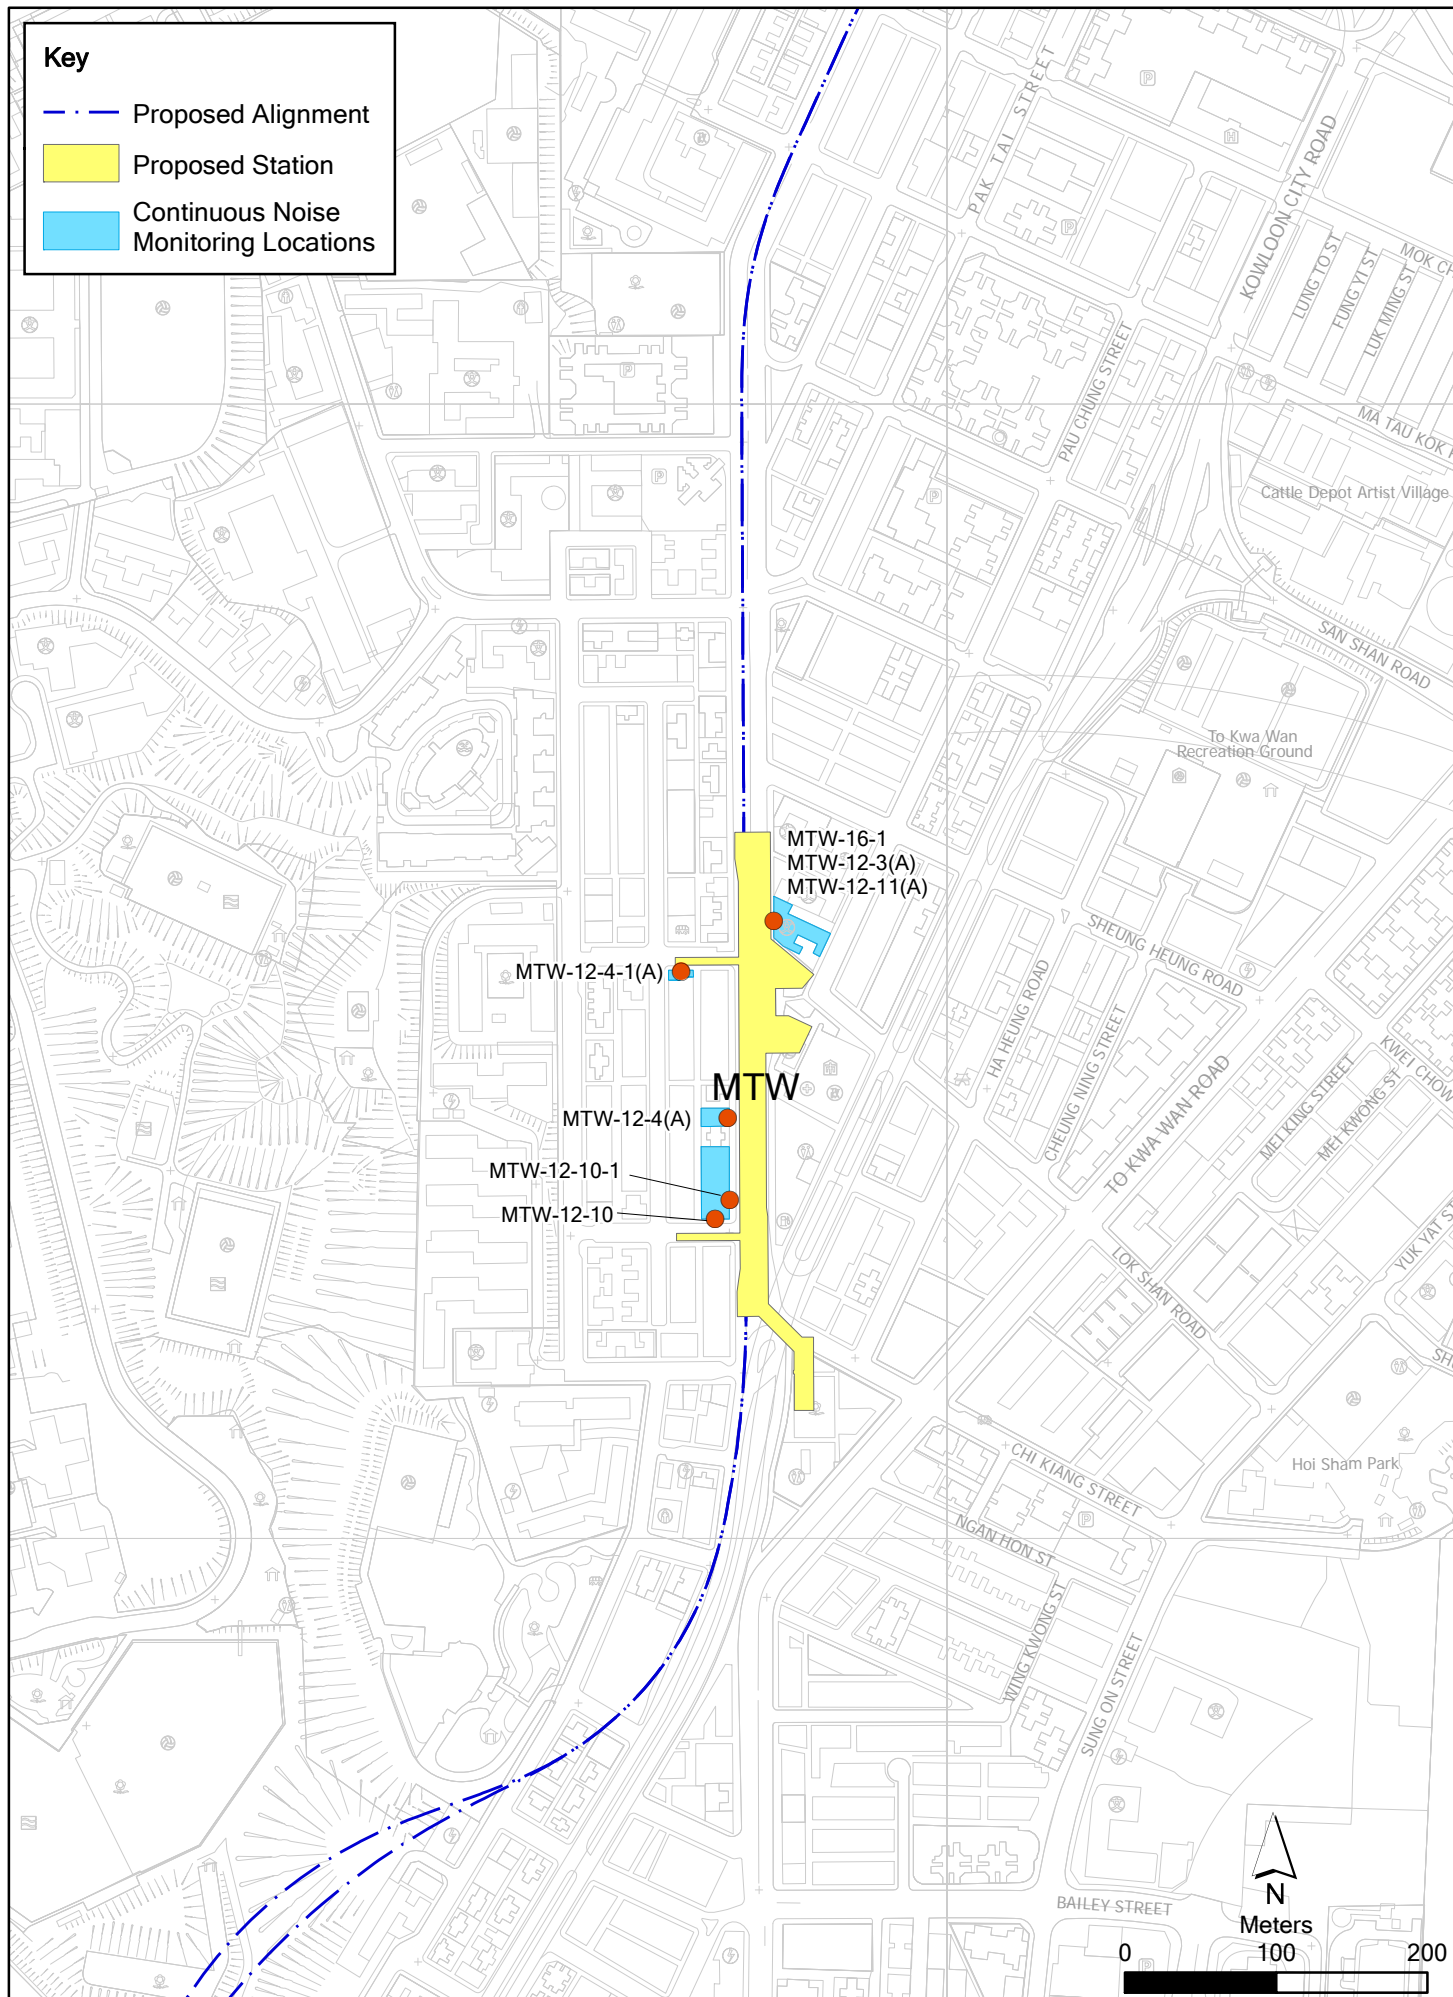 Key
Proposed Alignment
Proposed Station
Continuous Noise
Monitoring Locations
PAK TAI STREET
KOWLOON CITY ROAD
LUNG TO ST
FUNG YI ST
LUK MING ST
MOK CH
PAU CHUNG STREET
MA TAU KOK R
Cattle Depot Artist Village
SAN SHAN ROAD
To Kwa Wan
Recreation Ground
MTW-16-1
MTW-12-3(A)
MTW-12-11(A)
MTW-12-4-1(A)
SHEUNG HEUNG ROAD
HA HEUNG ROAD
CHEUNG NING STREET
TO KWA WAN ROAD
MEI KING STREET
MEI KWONG ST
KWEI CHOW
MTW
MTW-12-4(A)
MTW-12-10-1
MTW-12-10
YUK YAT ST
LOK SHAN ROAD
SH
CHI KIANG STREET
Hoi Sham Park
NGAN HON ST
WING KWONG ST
SUNG ON STREET
BAILEY STREET
N
Meters
0 100 200